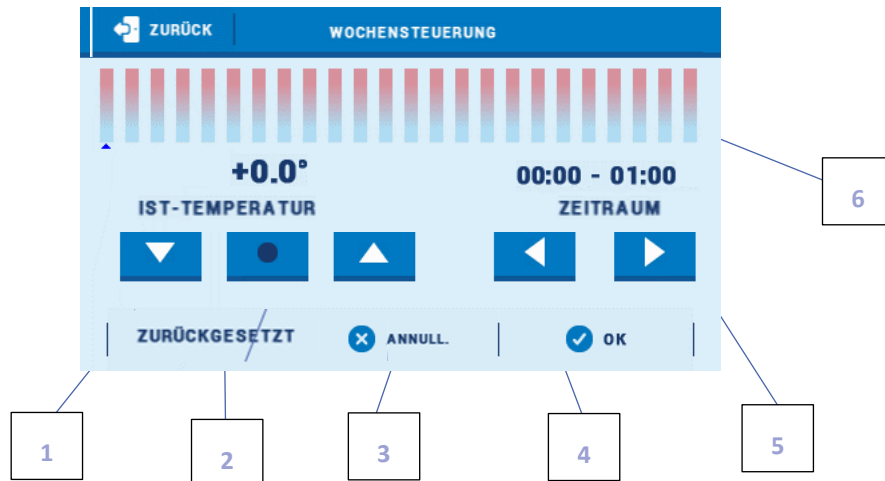 ZURÜCK
WOCHENSTEUERUNG
+0.0°
00:00 - 01:00
IST-TEMPERATUR
ZEITRAUM
ZURÜCKGESETZT
ANNULL.
OK
6
1
2
3
4
5